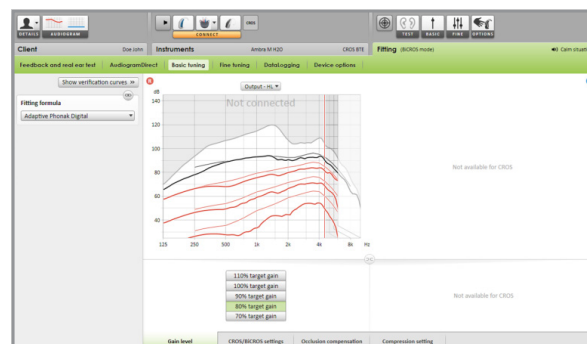 DETAILS AUDIOGRAM CONNECT CROS TEST BASIC FINE OPTIONS
Client Doe John Instruments Ambra M H2O CROS BTE Fitting (BiCROS mode) Calm situati
Feedback and real ear test AudiogramDirect Basic tuning Fine tuning DataLogging Device options
Show verification curves »
Fitting formula
Adaptive Phonak Digital
R
Output - HL
dB
Not connected
140
120
100
80
60
40
125 250 500 1k 2k 4k 8k Hz
Not available for CROS
110% target gain
100% target gain
90% target gain
80% target gain
70% target gain
Not available for CROS
Gain level CROS/BiCROS settings Occlusion compensation Compression setting